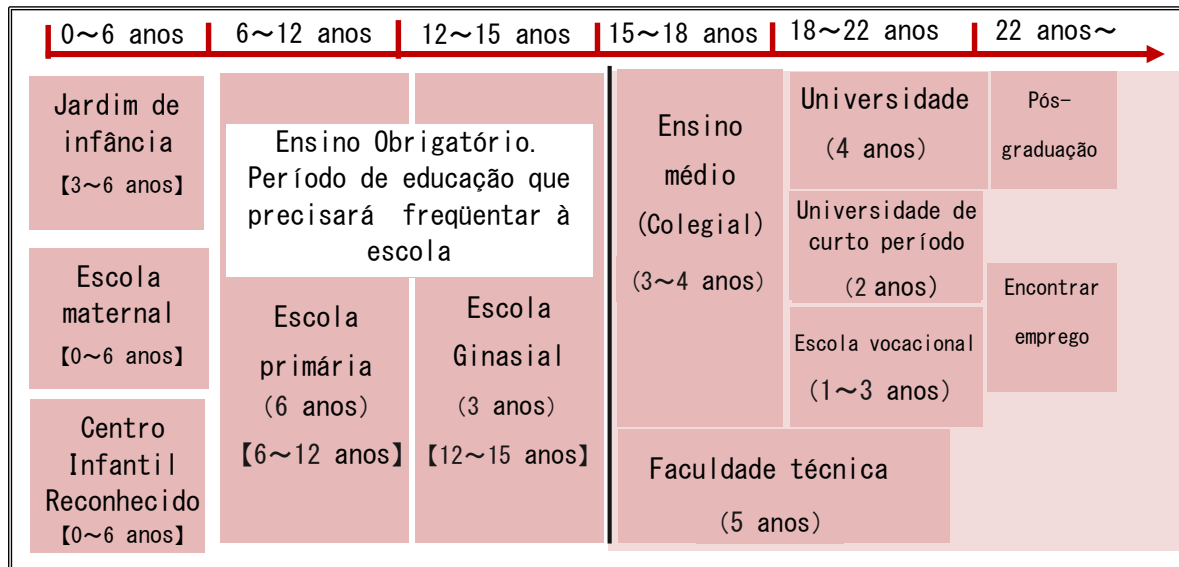 0～6 anos 6～12 anos 12～15 anos 15～18 anos 18～22 anos 22 anos～
Jardim de
infância
【3～6 anos】
Escola
maternal
【0～6 anos】
Centro
Infantil
Reconhecido
【0～6 anos】
Ensino Obrigatório.
Período de educação que
precisará freqüentar à
escola
Escola
primária
(6 anos)
【6～12 anos】
Escola
Ginasial
(3 anos)
【12～15 anos】
Ensino
médio
(Colegial)
(3～4 anos)
Universidade
(4 anos)
Universidade de
curto período
(2 anos)
Escola vocacional
(1～3 anos)
Faculdade técnica
(5 anos)
Pós-
graduação
Encontrar
emprego